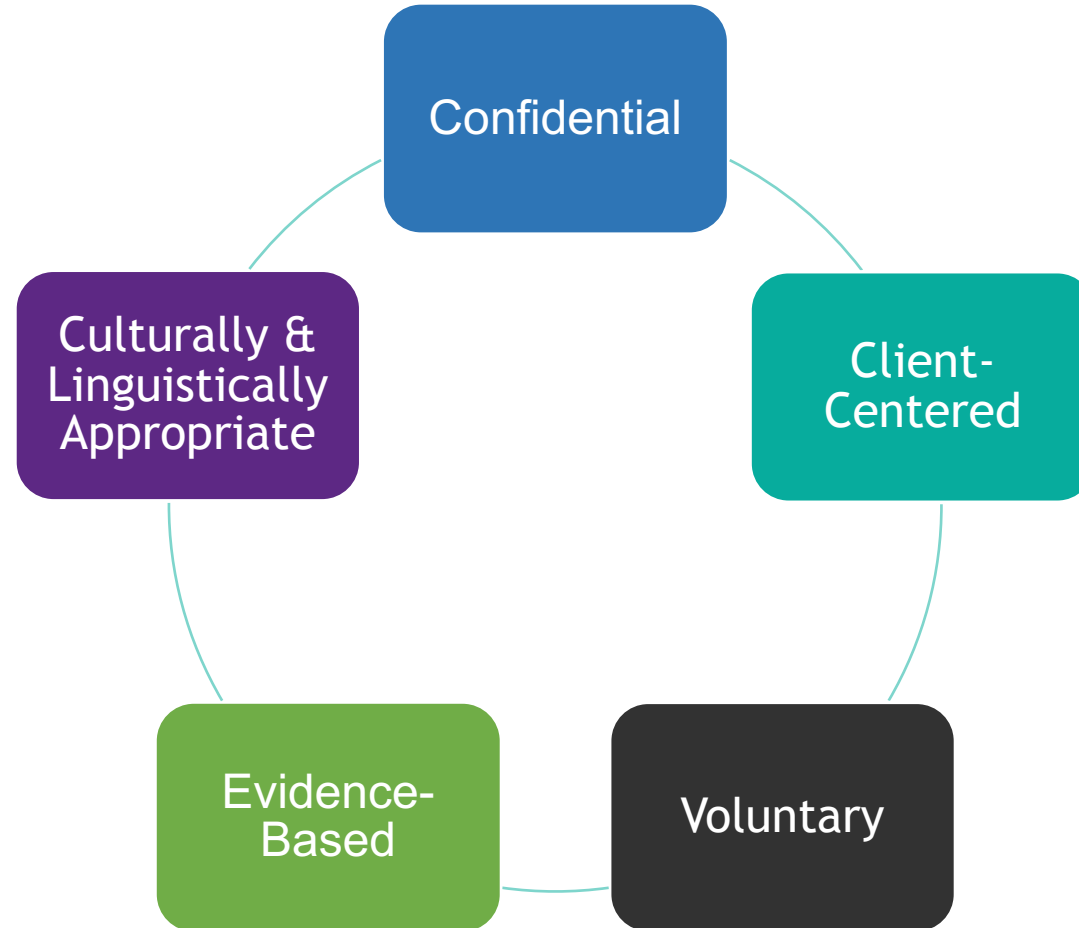 Confidential
Client-
Centered
Voluntary
Evidence-
Based
Culturally &
Linguistically
Appropriate